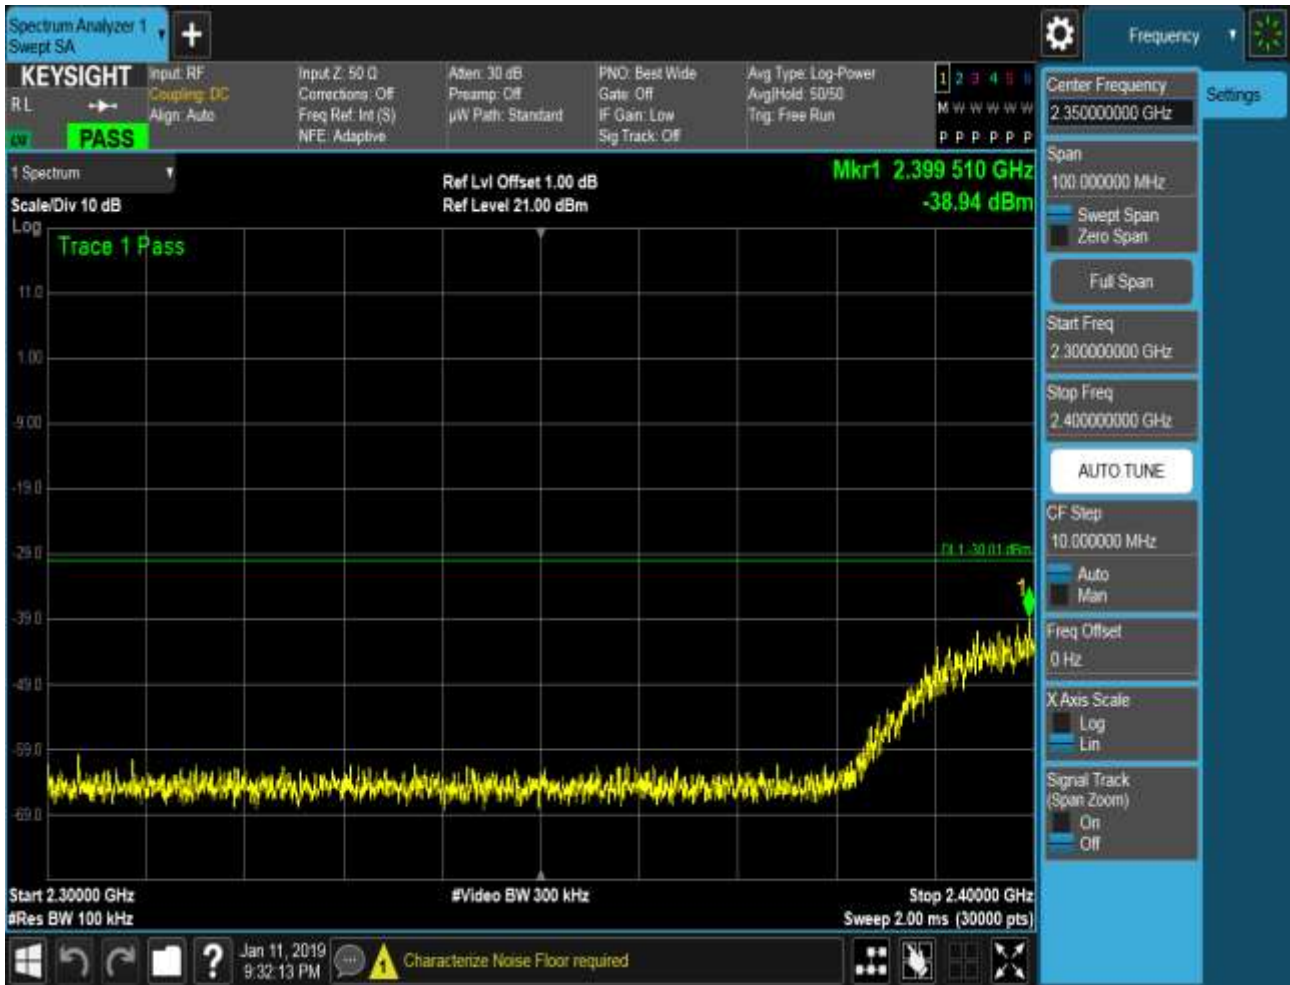 Spectrum Analyzer 1
Swept SA
+
Frequency
KEYSIGHT
RL
PASS
Input: RF
Coupling: DC
Align: Auto
Input Z: 50 Ω
Corrections: Off
Freq Ref: Int (S)
NFE: Adaptive
Atten: 30 dB
Preamp: Off
µW Path: Standard
PNO: Best Wide
Gate: Off
IF Gain: Low
Sig Track: Off
Avg Type: Log-Power
Avg|Hold: 50/50
Trig: Free Run
1 2 3 4 5 6
M W W W W W
P P P P P P
1 Spectrum
Scale/Div 10 dB
Ref Lvl Offset 1.00 dB
Ref Level 21.00 dBm
Mkr1 2.399 510 GHz
-38.94 dBm
Log
Trace 1 Pass
11.0
1.00
-9.00
-19.0
-29.0
-39.0
-49.0
-59.0
-69.0
DL1 -30.01 dBm
1
Start 2.30000 GHz
#Res BW 100 kHz
#Video BW 300 kHz
Stop 2.40000 GHz
Sweep 2.00 ms (30000 pts)
Center Frequency
2.350000000 GHz
Settings
Span
100.000000 MHz
Swept Span
Zero Span
Full Span
Start Freq
2.300000000 GHz
Stop Freq
2.400000000 GHz
AUTO TUNE
CF Step
10.000000 MHz
Auto
Man
Freq Offset
0 Hz
X Axis Scale
Log
Lin
Signal Track
(Span Zoom)
On
Off
?
Jan 11, 2019
9:32:13 PM
1
Characterize Noise Floor required